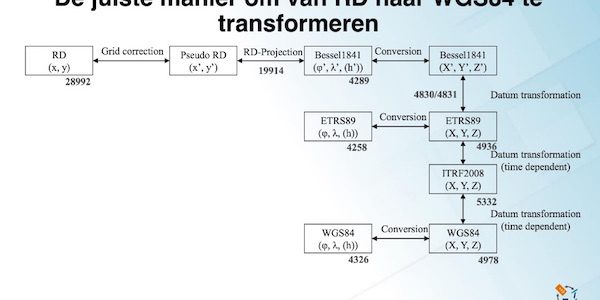 De juiste manier om van RD naar WGS84 te
transformeren
RD
(x, y)
28992
Grid correction
Pseudo RD
(x’, y’)
RD-Projection
19914
Bessel1841
(φ’, λ’, (h’))
4289
Conversion
Bessel1841
(X’, Y’, Z’)
4830/4831
Datum transformation
ETRS89
(φ, λ, (h))
4258
Conversion
ETRS89
(X, Y, Z)
4936
Datum transformation
(time dependent)
ITRF2008
(X, Y, Z)
5332
Datum transformation
(time dependent)
WGS84
(φ, λ, (h))
4326
Conversion
WGS84
(X, Y, Z)
4978